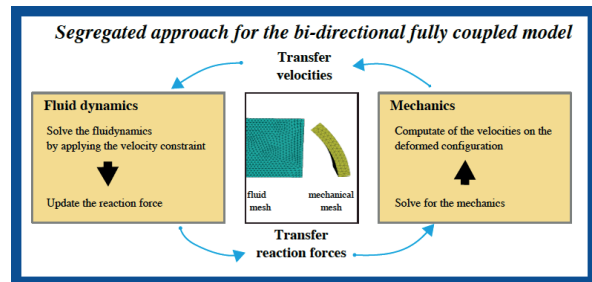 Segregated approach for the bi-directional fully coupled model
Transfer
velocities
Fluid dynamics
Solve the fluidynamics
by applying the velocity constraint
Update the reaction force
fluid
mesh
mechanical
mesh
Transfer
reaction forces
Mechanics
Computate of the velocities on the
deformed configuration
Solve for the mechanics